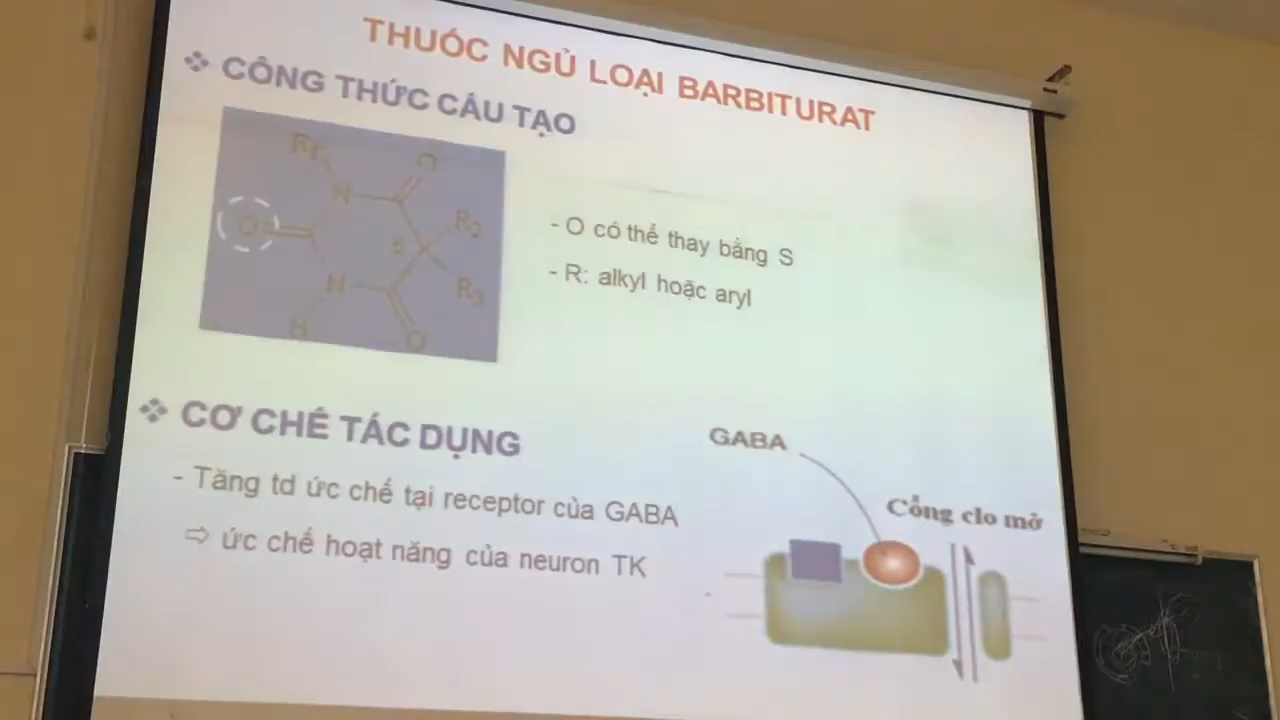 THUỐC NGỦ LOẠI BARBITURAT
❖ CÔNG THỨC CẤU TẠO
R1
O
N
R2
O
5
N
R3
H
O
- O có thể thay bằng S
- R: alkyl hoặc aryl
❖ CƠ CHẾ TÁC DỤNG
- Tăng td ức chế tại receptor của GABA
⇨ ức chế hoạt năng của neuron TK
GABA
Cổng clo mở